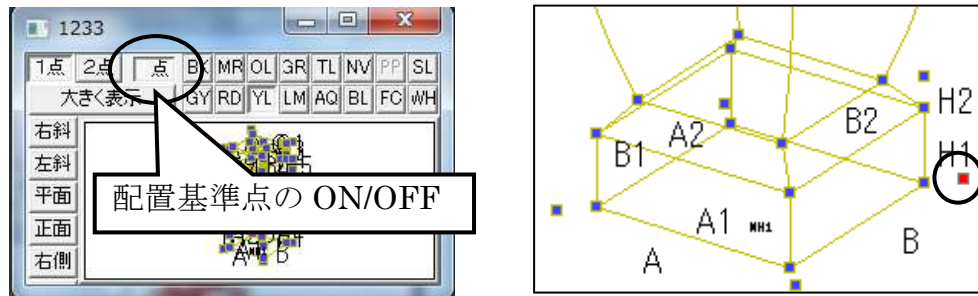 1233
1点 2点 点 BK MR OL GR TL NV PP SL
大きく表示 GY RD YL LM AQ BL FC WH
右斜
左斜
平面
正面
右側
配置基準点の ON/OFF
A B
H2
B2
A2
B1
H1
A1
MH1
B
A